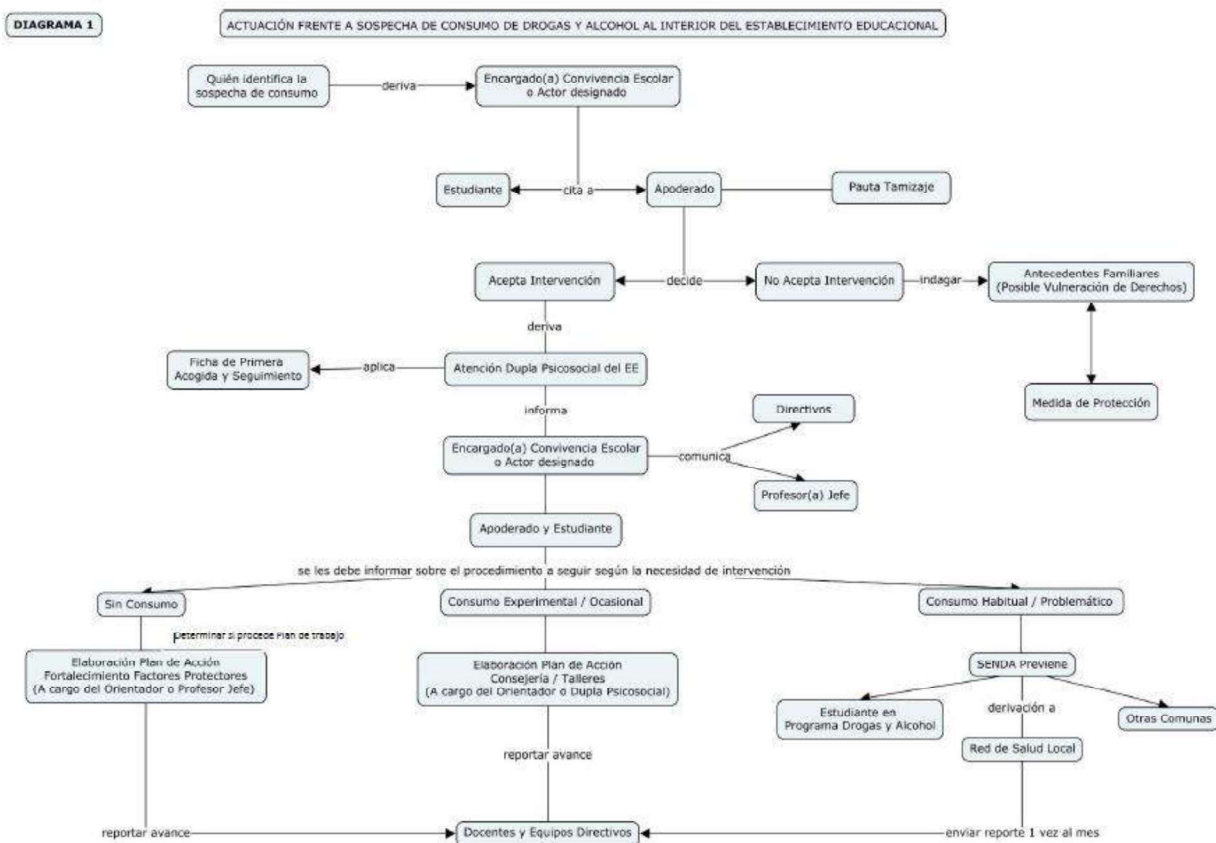 DIAGRAMA 1
ACTUACIÓN FRENTE A SOSPECHA DE CONSUMO DE DROGAS Y ALCOHOL AL INTERIOR DEL ESTABLECIMIENTO EDUCACIONAL
Quién identifica la
sospecha de consumo
deriva
Encargado(a) Convivencia Escolar
o Actor designado
Estudiante
cita a
Apoderado
Pauta Tamizaje
Acepta Intervención
decide
No Acepta Intervención
indagar
Antecedentes Familiares
(Posible Vulneración de Derechos)
deriva
Ficha de Primera
Acogida y Seguimiento
aplica
Atención Dupla Psicosocial del EE
Medida de Protección
informa
Directivos
Encargado(a) Convivencia Escolar
o Actor designado
comunica
Profesor(a) Jefe
Apoderado y Estudiante
se les debe informar sobre el procedimiento a seguir según la necesidad de intervención
Sin Consumo
Consumo Experimental / Ocasional
Consumo Habitual / Problemático
Determinar si procede Plan de trabajo
Elaboración Plan de Acción
Fortalecimiento Factores Protectores
(A cargo del Orientador o Profesor Jefe)
Elaboración Plan de Acción
Consejería / Talleres
(A cargo del Orientador o Dupla Psicosocial)
SENDA Previene
Estudiante en
Programa Drogas y Alcohol
derivación a
Otras Comunas
Red de Salud Local
reportar avance
reportar avance
Docentes y Equipos Directivos
enviar reporte 1 vez al mes